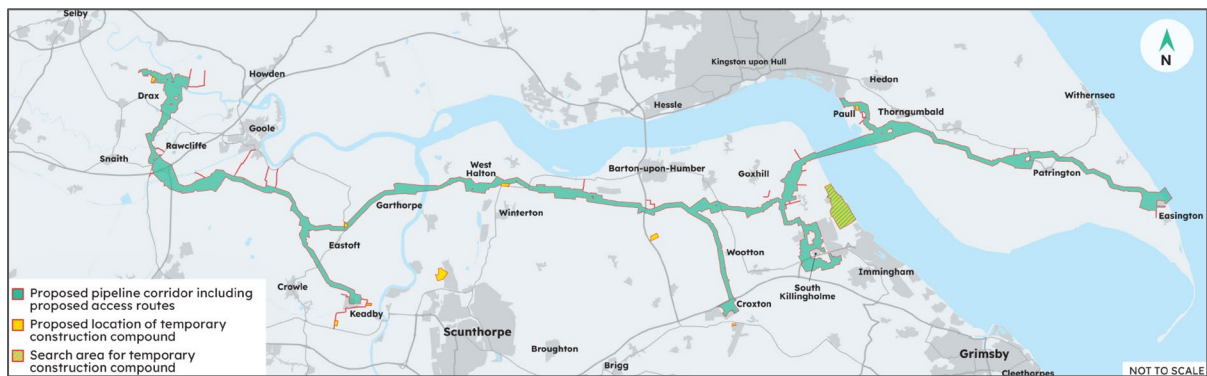 Selby
Howden
Drax
Goole
Rawcliffe
Snaith
Kingston upon Hull
Hessle
Hedon
Paull
Thorngumbald
Withernsea
N
West
Halton
Barton-upon-Humber
Goxhill
Patrington
Easington
Garthorpe
Winterton
Eastoft
Wootton
Immingham
South
Killingholme
Crowle
Keadby
Croxton
Scunthorpe
Broughton
Brigg
Grimsby
Cleethorpes
Proposed pipeline corridor including
proposed access routes
Proposed location of temporary
construction compound
Search area for temporary
construction compound
NOT TO SCALE